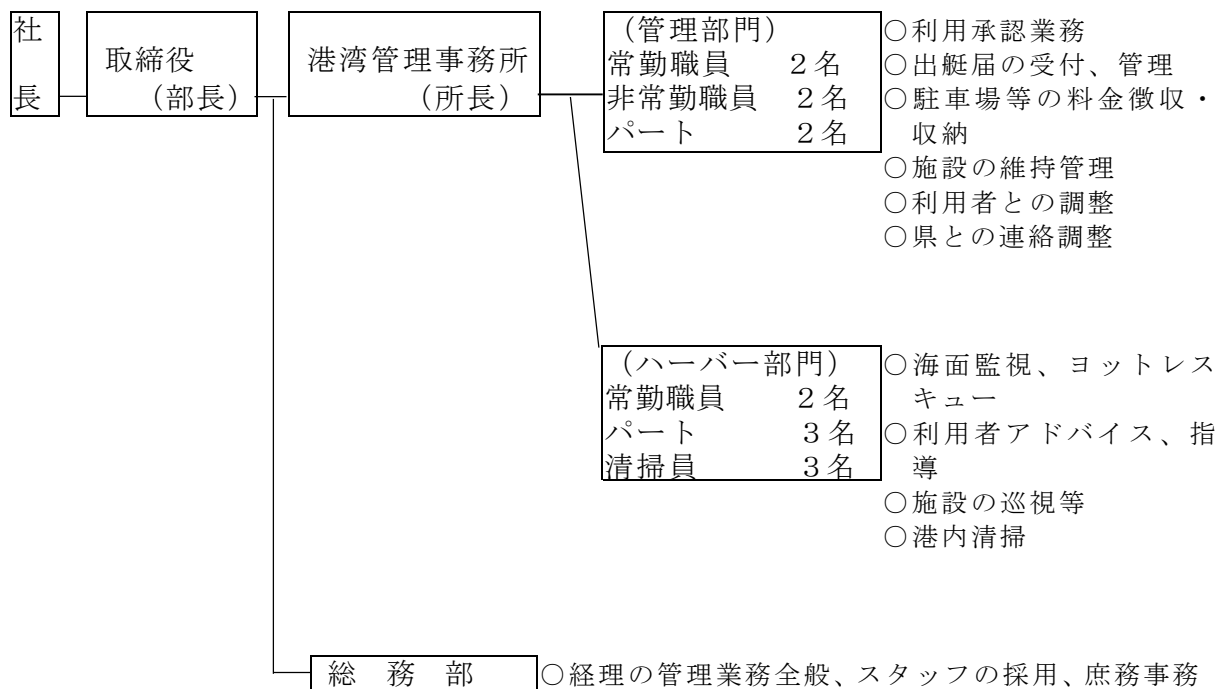 社
長
取締役
(部長)
港湾管理事務所
(所長)
(管理部門)
常勤職員 2名
非常勤職員 2名
パート 2名
○利用承認業務
○出艇届の受付、管理
○駐車場等の料金徴収・
収納
○施設の維持管理
○利用者との調整
○県との連絡調整
(ハーバー部門)
常勤職員 2名
パート 3名
清掃員 3名
○海面監視、ヨットレス
キュー
○利用者アドバイス、指
導
○施設の巡視等
○港内清掃
総務部
○経理の管理業務全般、スタッフの採用、庶務事務